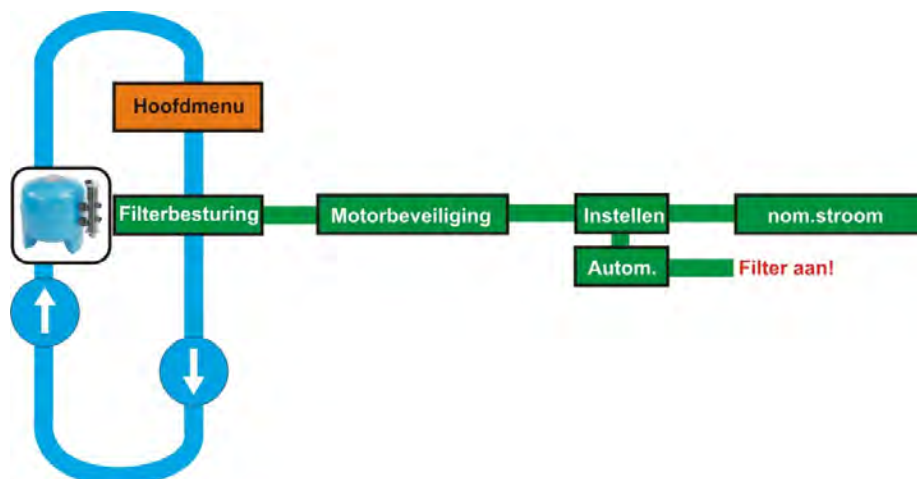 Hoofdmenu
Filterbesturing
Motorbeveiliging
Instellen
nom.stroom
Autom.
Filter aan!